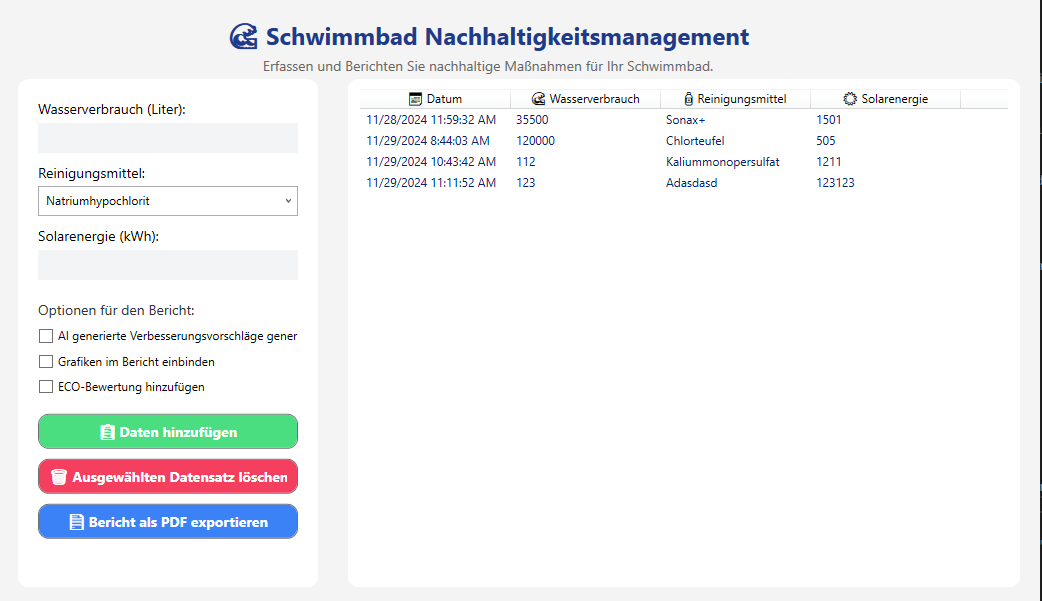 Schwimmbad Nachhaltigkeitsmanagement
Erfassen und Berichten Sie nachhaltige Maßnahmen für Ihr Schwimmbad.
Wasserverbrauch (Liter):
Reinigungsmittel:
Natriumhypochlorit
Solarenergie (kWh):
Optionen für den Bericht:
AI generierte Verbesserungsvorschläge gener
Grafiken im Bericht einbinden
ECO-Bewertung hinzufügen
Daten hinzufügen
Ausgewählten Datensatz löschen
Bericht als PDF exportieren
Datum Wasserverbrauch Reinigungsmittel Solarenergie
11/28/2024 11:59:32 AM 35500 Sonax+ 1501
11/29/2024 8:44:03 AM 120000 Chlorteufel 505
11/29/2024 10:43:42 AM 112 Kaliummonopersulfat 1211
11/29/2024 11:11:52 AM 123 Adasdasd 123123